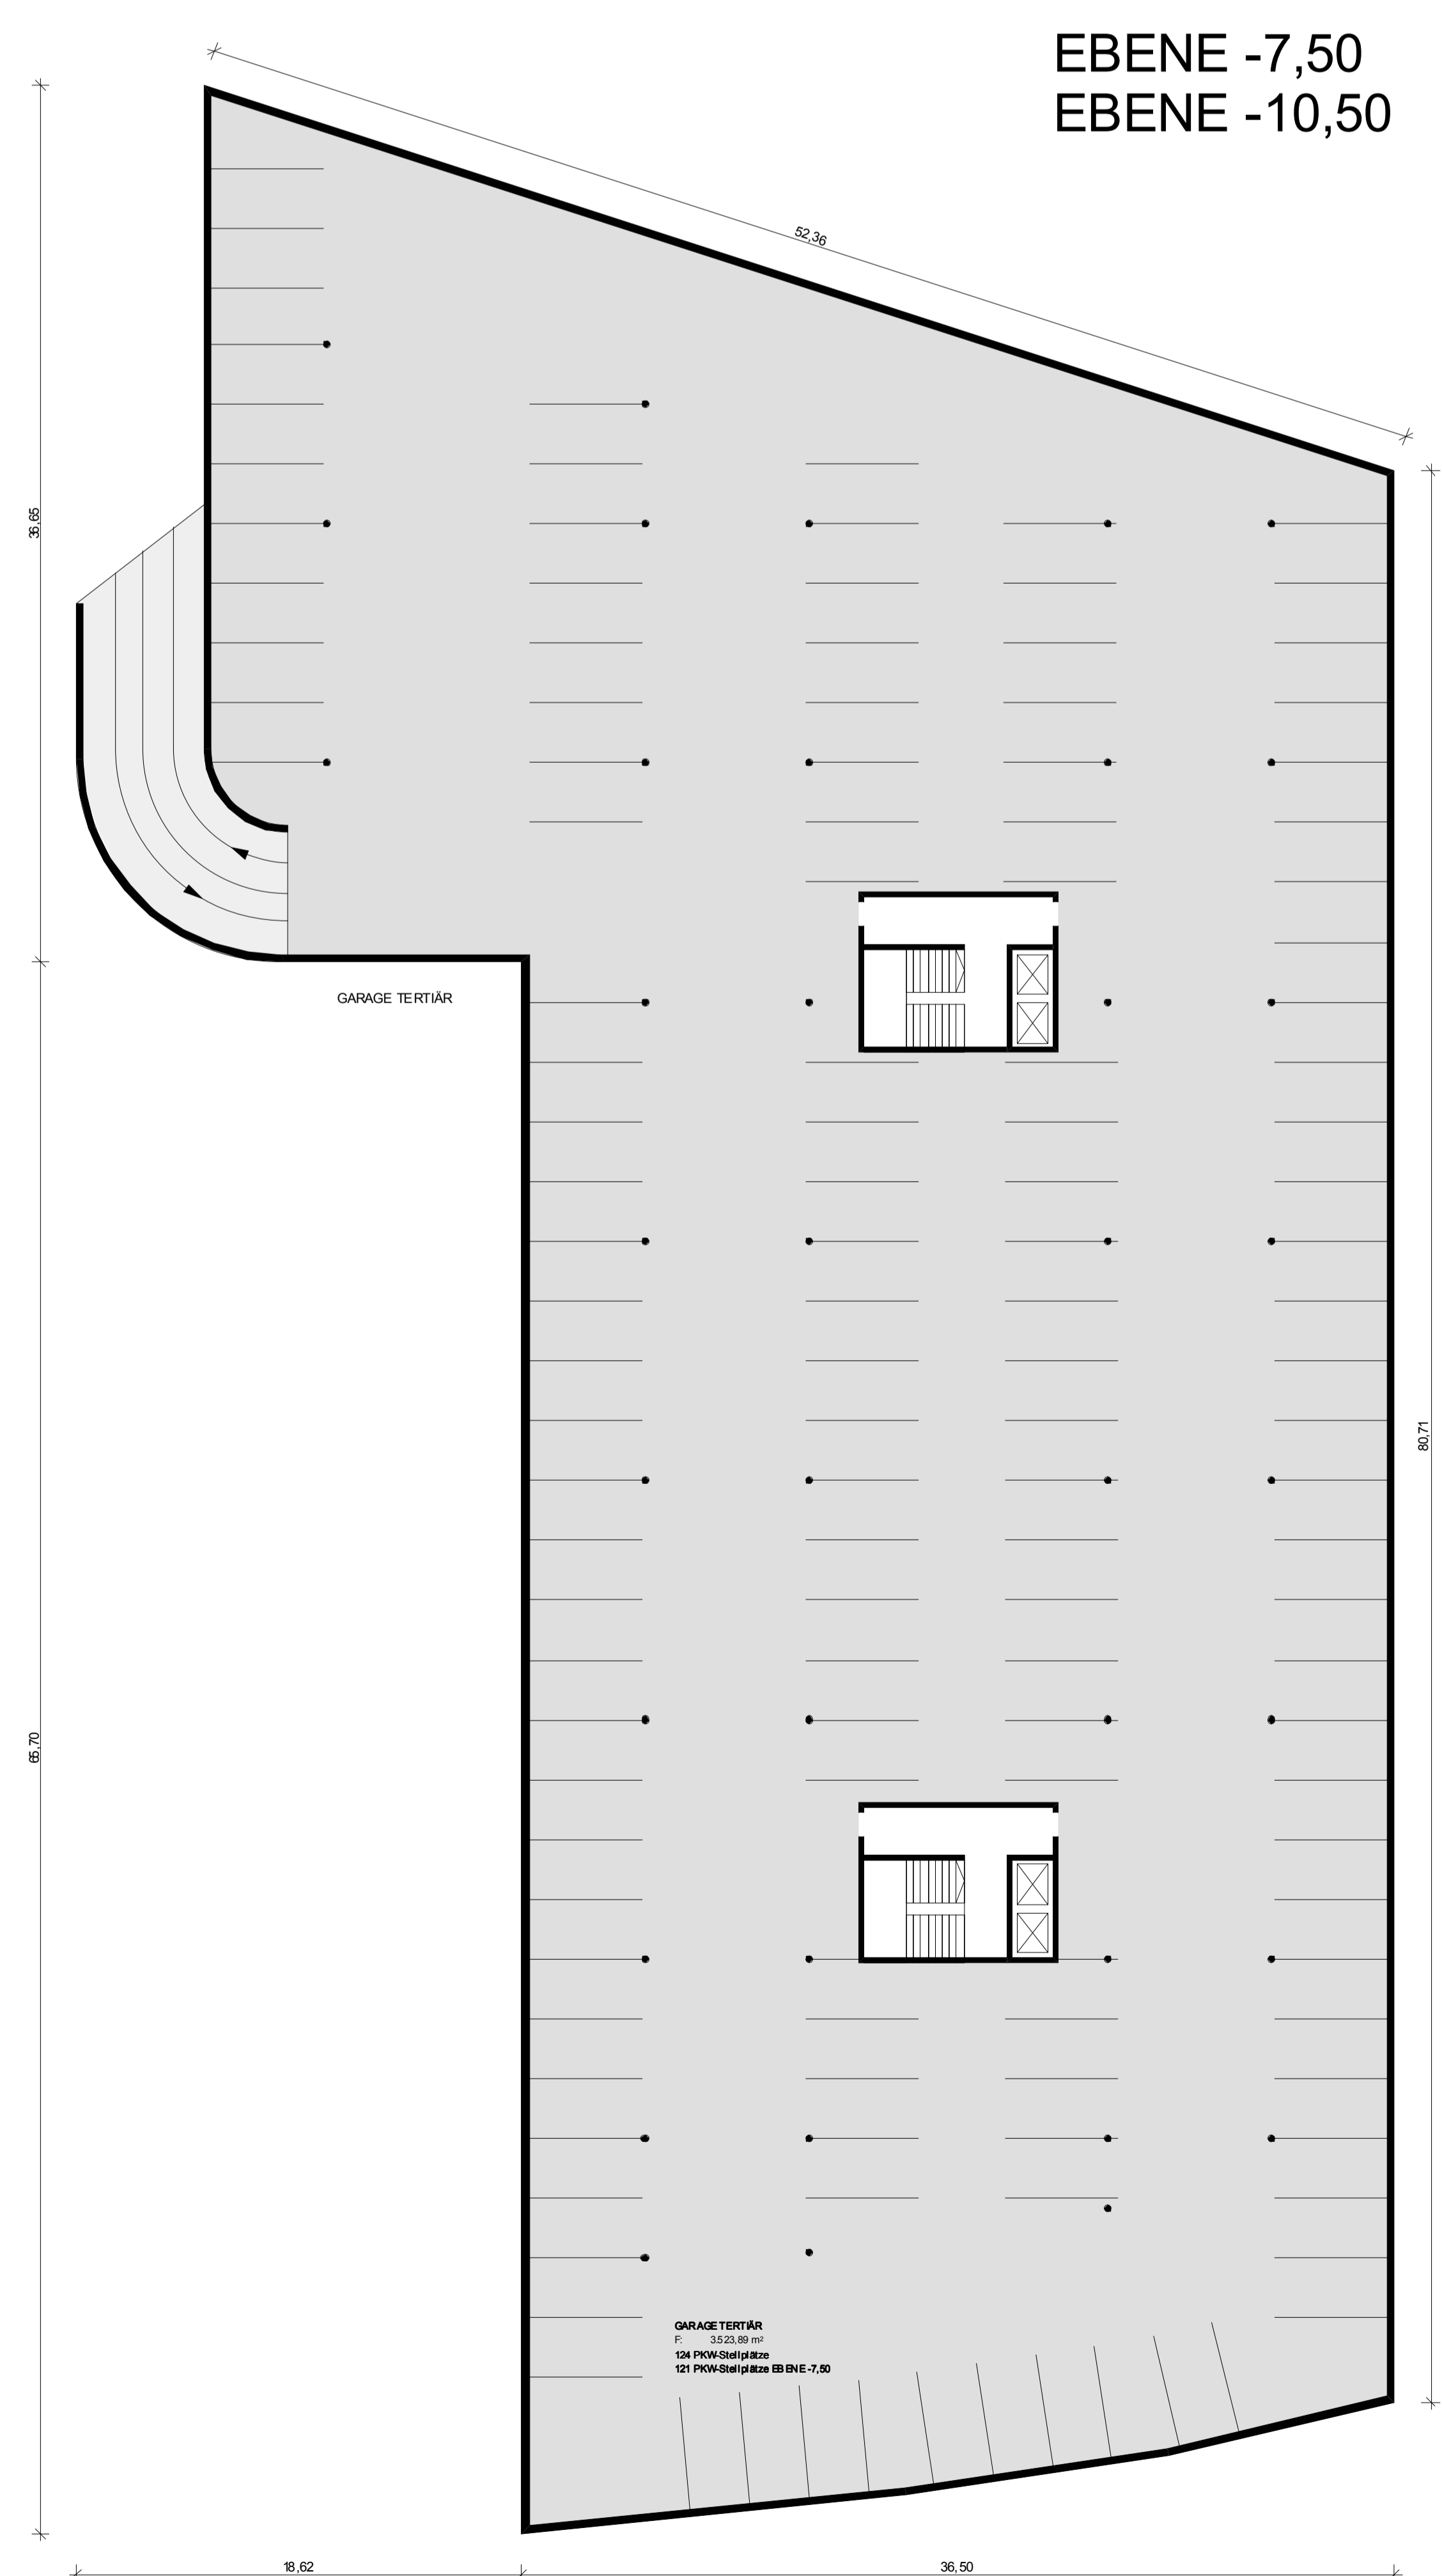 EBENE -7,50
EBENE -10,50
52,36
36,65
GARAGE TERTIÄR
80,71
65,70
GARAGE TERTIÄR
F: 3.523,89 m²
124 PKW-Stellplätze
121 PKW-Stellplätze EBENE -7,50
18,62
36,50